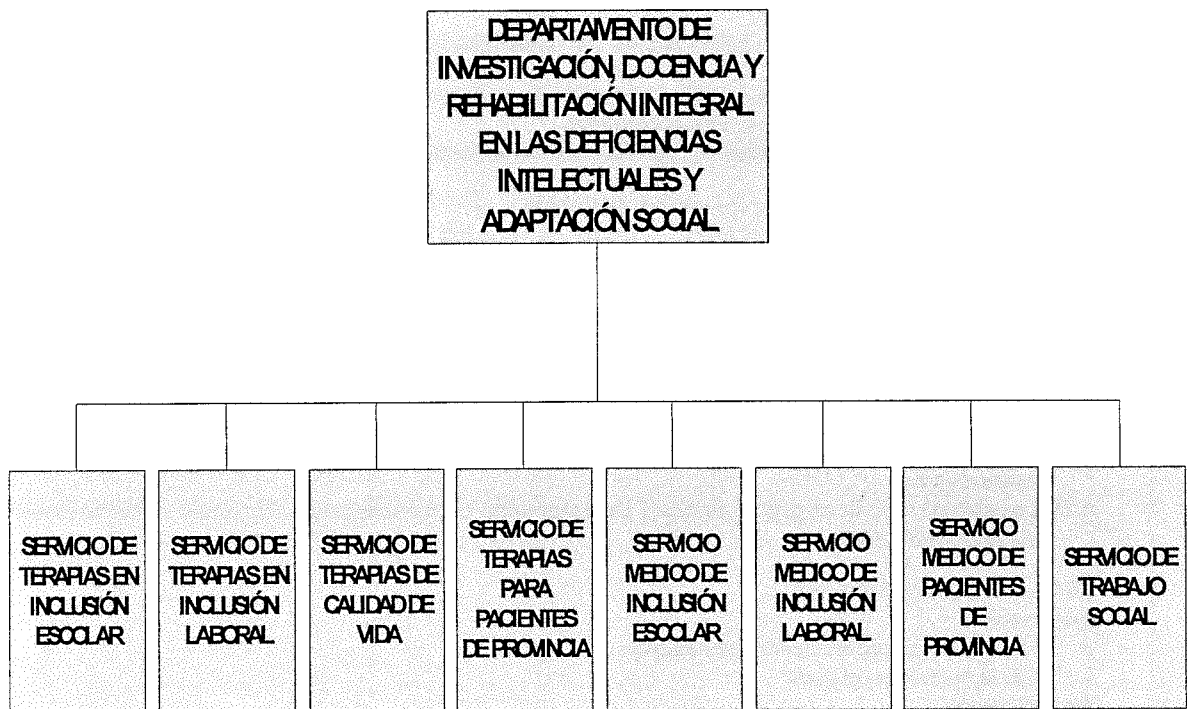 DEPARTAMENTO DE
INVESTIGACIÓN, DOCENCIA Y
REHABILITACIÓN INTEGRAL
EN LAS DEFICIENCIAS
INTELECTUALES Y
ADAPTACIÓN SOCIAL
SERVICIO DE
TERAPIAS EN
INCLUSIÓN
ESCOLAR
SERVICIO DE
TERAPIAS EN
INCLUSIÓN
LABORAL
SERVICIO DE
TERAPIAS DE
CALIDAD DE
VIDA
SERVICIO DE
TERAPIAS
PARA
PACIENTES
DE PROVINCIA
SERVICIO
MEDICO DE
INCLUSIÓN
ESCOLAR
SERVICIO
MEDICO DE
INCLUSIÓN
LABORAL
SERVICIO
MEDICO DE
PACIENTES
DE
PROVINCIA
SERVICIO DE
TRABAJO
SOCIAL